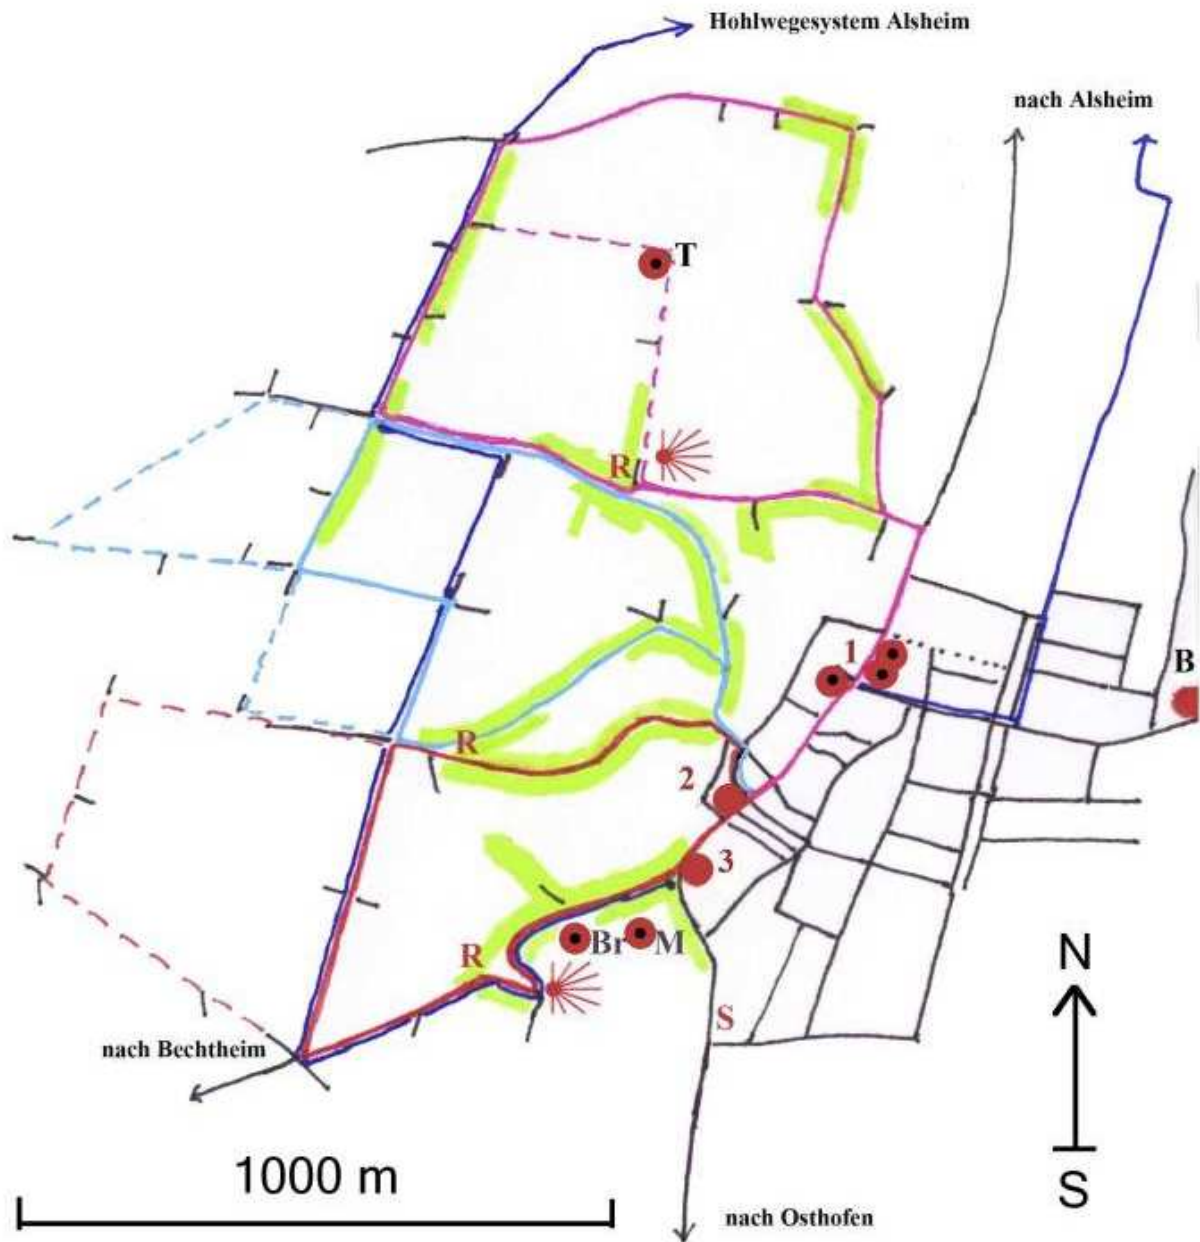 Hohlwegesystem Alsheim
nach Alsheim
T
R
1
B
R
2
3
Br
M
R
S
N
nach Bechtheim
1000 m
S
nach Osthofen